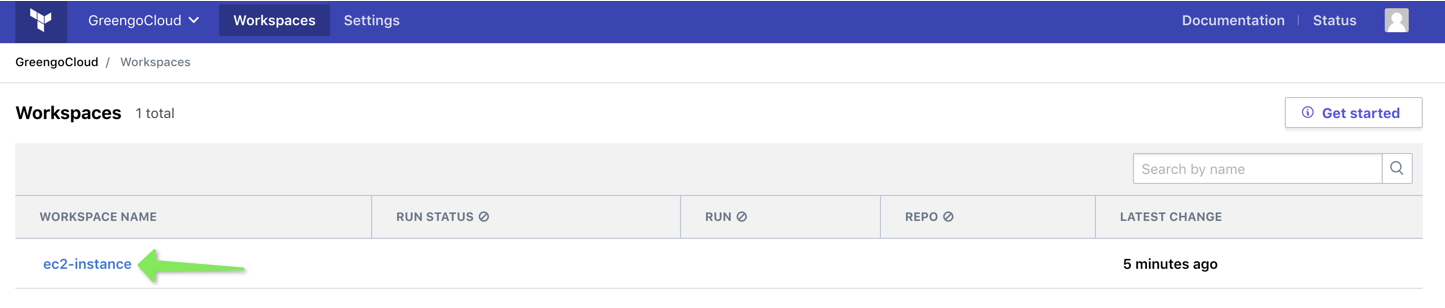 GreengoCloud Workspaces Settings Documentation Status
GreengoCloud / Workspaces
Workspaces 1 total Get started
Search by name
WORKSPACE NAME RUN STATUS RUN REPO LATEST CHANGE
ec2-instance 5 minutes ago